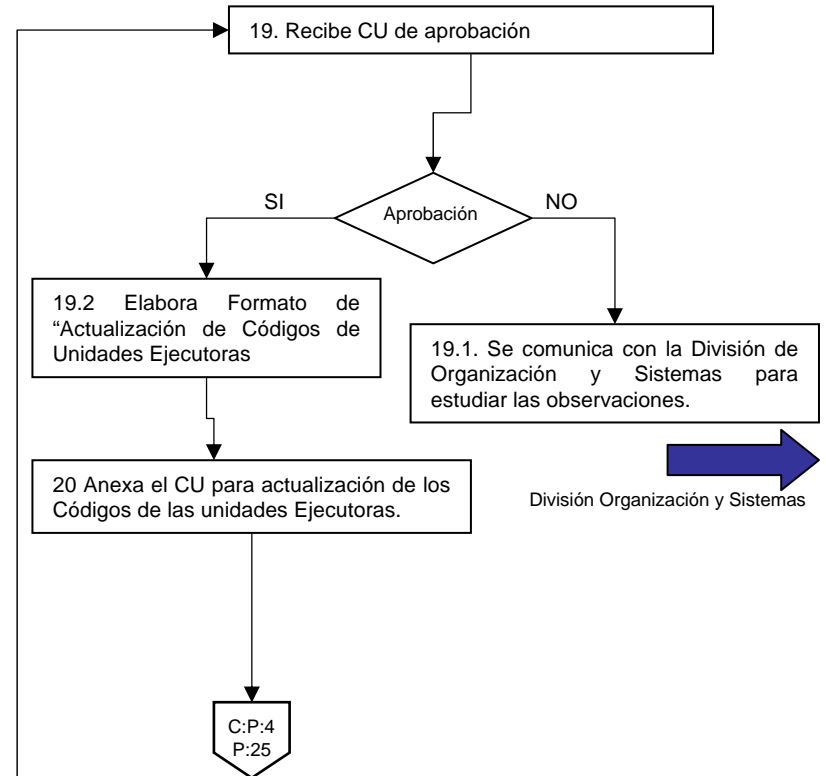 19. Recibe CU de aprobación
Aprobación
SI
NO
19.2 Elabora Formato de
“Actualización de Códigos de
Unidades Ejecutoras
19.1. Se comunica con la División de
Organización y Sistemas para
estudiar las observaciones.
20 Anexa el CU para actualización de los
Códigos de las unidades Ejecutoras.
División Organización y Sistemas
C:P:4
P:25